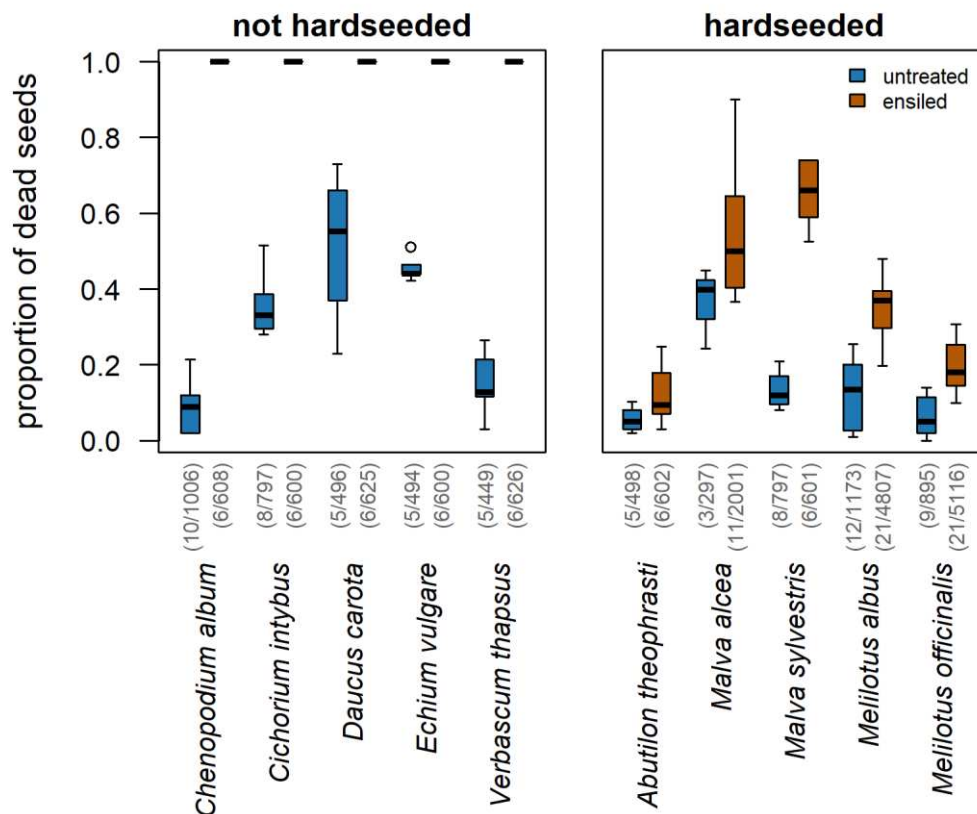 not hardseeded
hardseeded
proportion of dead seeds
1.0
0.8
0.6
0.4
0.2
0.0
untreated
ensiled
(10/1006)
(6/608)
(8/797)
(6/600)
(5/496)
(6/625)
(5/494)
(6/600)
(5/449)
(6/626)
(5/498)
(6/602)
(3/297)
(11/2001)
(8/797)
(6/601)
(12/1173)
(21/4807)
(9/895)
(21/5116)
Chenopodium album
Cichorium intybus
Daucus carota
Echium vulgare
Verbascum thapsus
Abutilon theophrasti
Malva alcea
Malva sylvestris
Melilotus albus
Melilotus officinalis